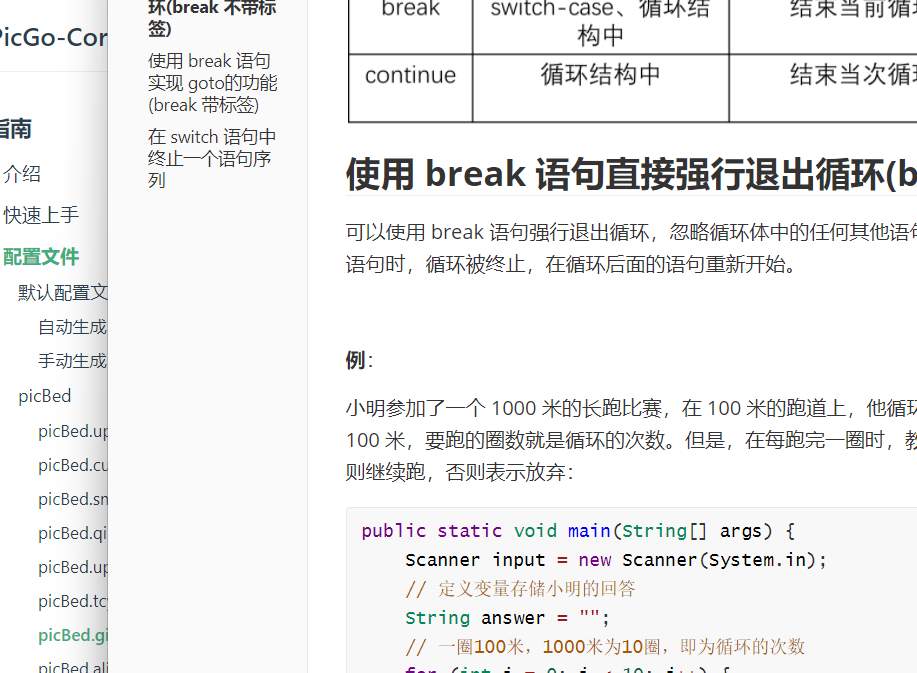 PicGo-Cor
指南
介绍
快速上手
配置文件
默认配置文
自动生成
手动生成
picBed
picBed.up
picBed.cu
picBed.sm
picBed.qi
picBed.up
picBed.tcy
picBed.gi
picBed.ali
环(break 不带标
签)
使用 break 语句
实现 goto的功能
(break 带标签)
在 switch 语句中
终止一个语句序
列
break
switch-case、循环结
构中
结束当前循环
continue
循环结构中
结束当次循环
使用 break 语句直接强行退出循环(b
可以使用 break 语句强行退出循环，忽略循环体中的任何其他语句
语句时，循环被终止，在循环后面的语句重新开始。
例：
小明参加了一个 1000 米的长跑比赛，在 100 米的跑道上，他循环
100 米，要跑的圈数就是循环的次数。但是，在每跑完一圈时，教
则继续跑，否则表示放弃：
public static void main(String[] args) {
Scanner input = new Scanner(System.in);
// 定义变量存储小明的回答
String answer = "";
// 一圈100米，1000米为10圈，即为循环的次数
for (int i = 0; i < 10; i++) {